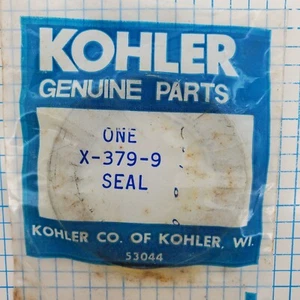 KOHLER
GENUINE PARTS
ONE
X-379-9
SEAL
KOHLER CO. OF KOHLER, WI.
53044